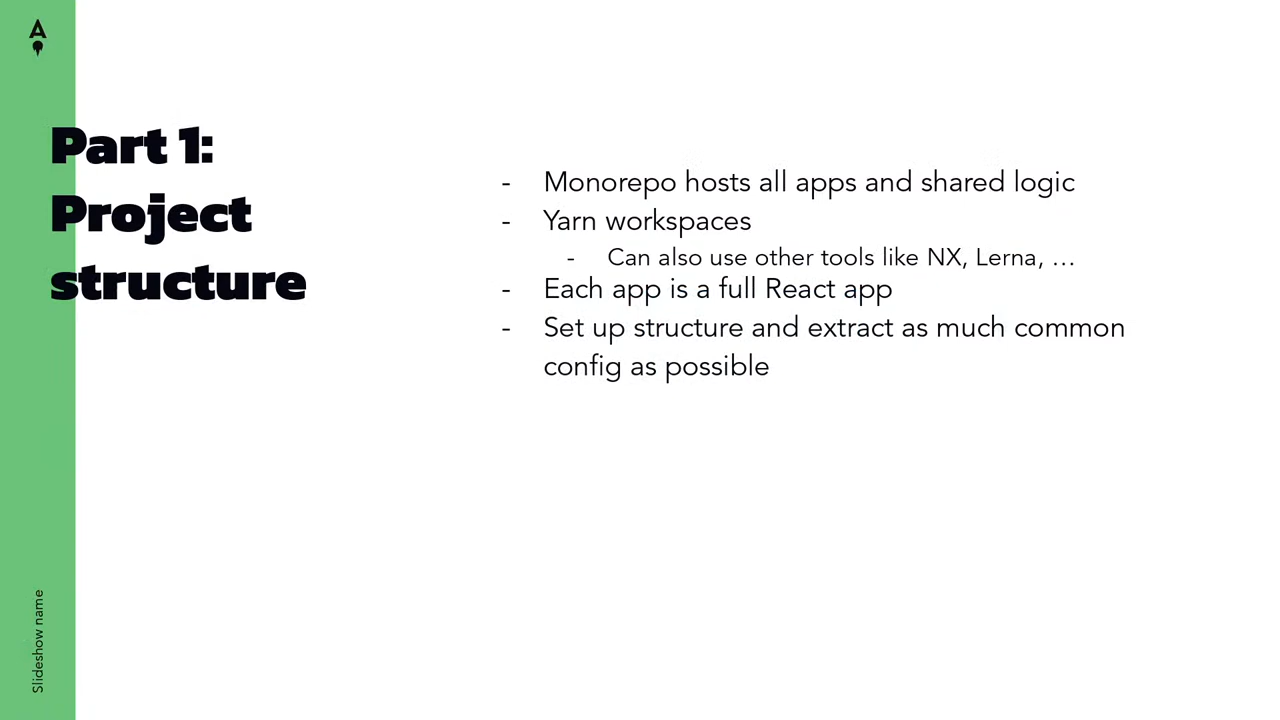 A
Part 1:
Project
structure
- Monorepo hosts all apps and shared logic
- Yarn workspaces
- Can also use other tools like NX, Lerna, …
- Each app is a full React app
- Set up structure and extract as much common
config as possible
Slideshow name